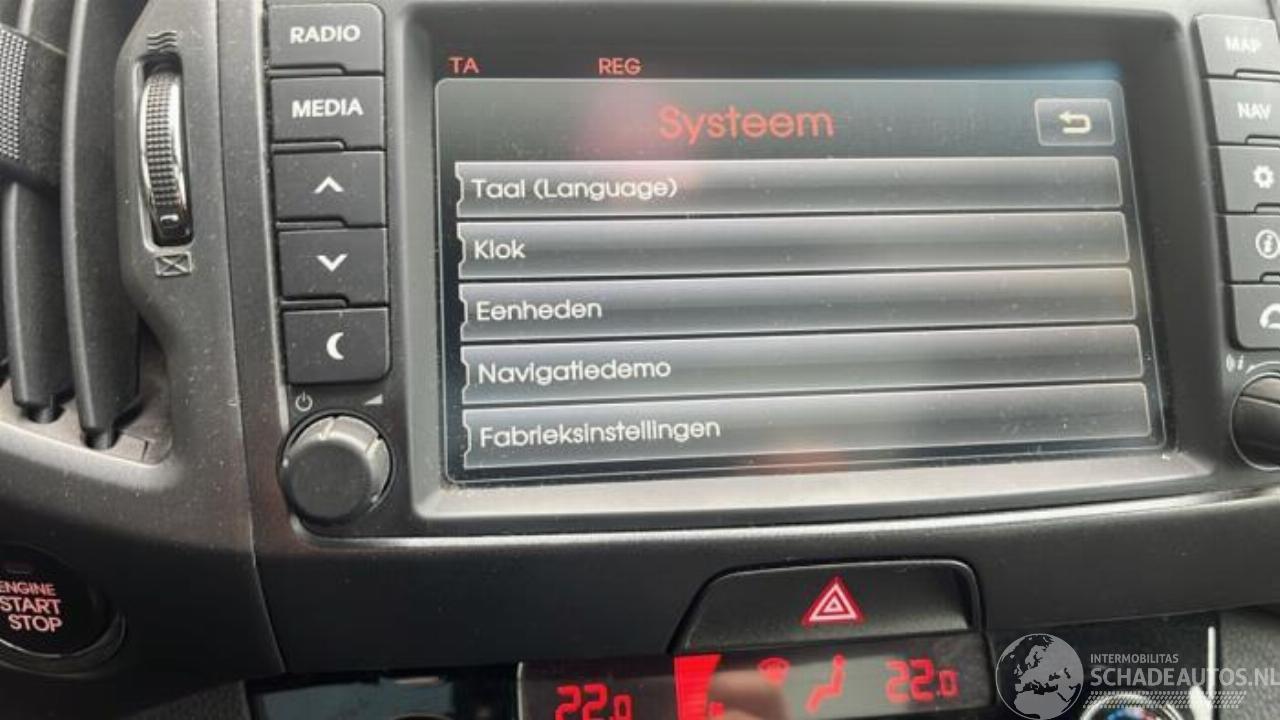 RADIO
MAP
TA REG
MEDIA
NAV
Systeem
Taal (Language)
Klok
Eenheden
Navigatiedemo
Fabrieksinstellingen
ENGINE
START
STOP
22.0
22.0
INTERMOBILITAS
SCHADEAUTOS.NL